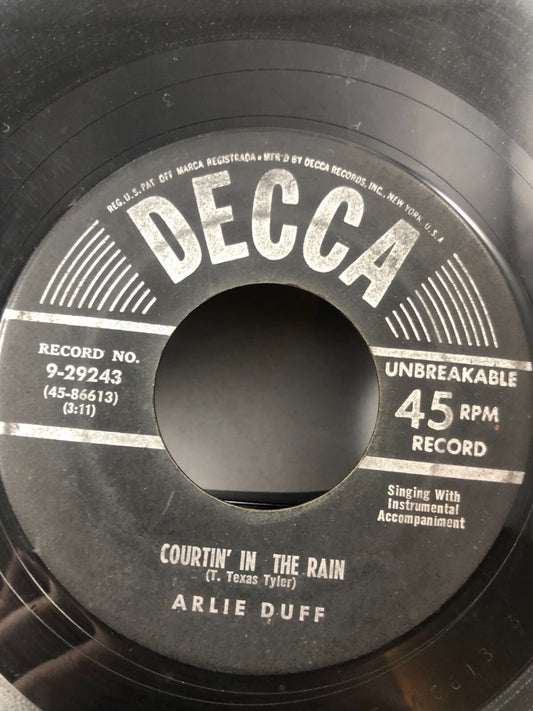 REG. U.S. PAT. OFF. MARCA REGISTRADA • MF'R'D BY DECCA RECORDS, INC., NEW YORK, U.S.A.
DECCA
RECORD NO.
9-29243
(45-86613)
(3:11)
UNBREAKABLE
45 RPM
RECORD
Singing With
Instrumental
Accompaniment
COURTIN' IN THE RAIN
(T. Texas Tyler)
ARLIE DUFF